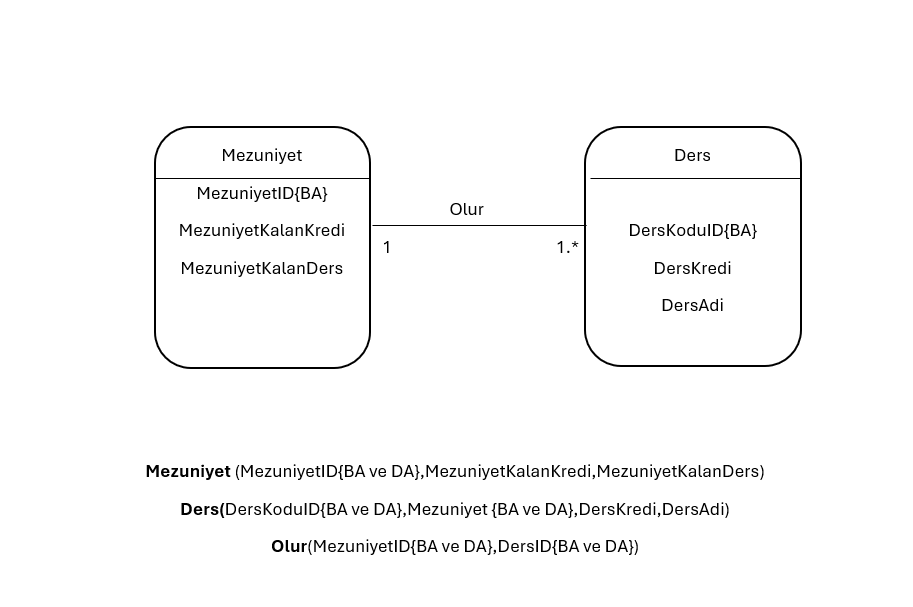 Mezuniyet
MezuniyetID{BA}
MezuniyetKalanKredi
MezuniyetKalanDers
Olur
1
1.*
Ders
DersKoduID{BA}
DersKredi
DersAdi
Mezuniyet (MezuniyetID{BA ve DA},MezuniyetKalanKredi,MezuniyetKalanDers)
Ders(DersKoduID{BA ve DA},Mezuniyet {BA ve DA},DersKredi,DersAdi)
Olur(MezuniyetID{BA ve DA},DersID{BA ve DA})